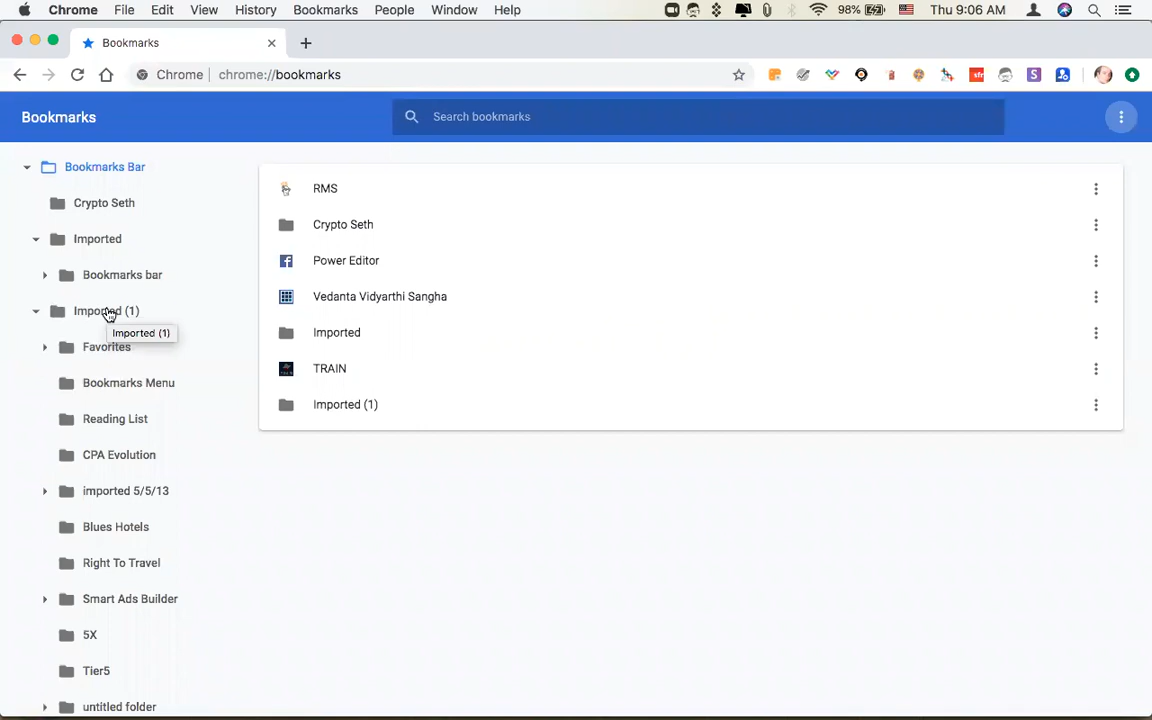 Chrome File Edit View History Bookmarks People Window Help 98% Thu 9:06 AM
Bookmarks
Chrome chrome://bookmarks sfr S
Bookmarks Search bookmarks
Bookmarks Bar
Crypto Seth
Imported
Bookmarks bar
Imported (1)
Imported (1)
Favorites
Bookmarks Menu
Reading List
CPA Evolution
imported 5/5/13
Blues Hotels
Right To Travel
Smart Ads Builder
5X
Tier5
untitled folder
RMS
Crypto Seth
Power Editor
Vedanta Vidyarthi Sangha
Imported
TRAIN
Imported (1)